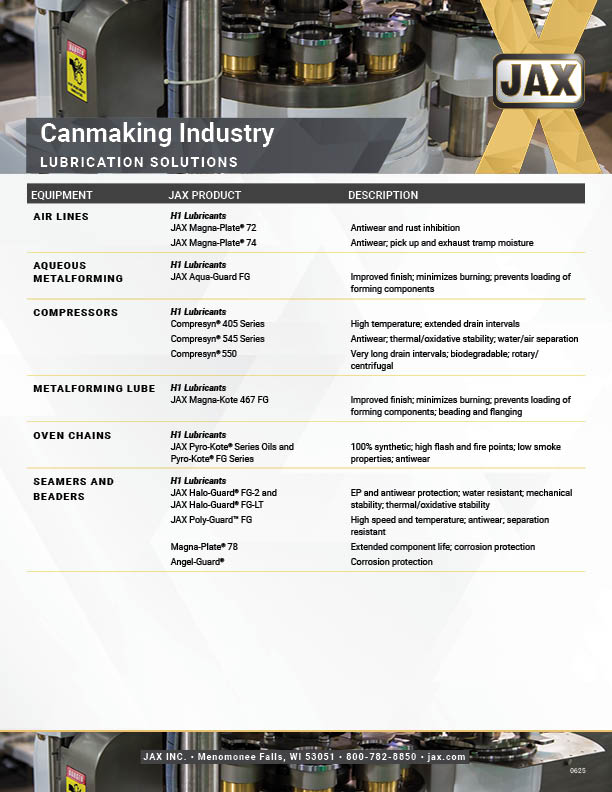 DANGER
JAX
Canmaking Industry
LUBRICATION SOLUTIONS
EQUIPMENT JAX PRODUCT DESCRIPTION
AIR LINES
H1 Lubricants
JAX Magna-Plate® 72 Antiwear and rust inhibition
JAX Magna-Plate® 74 Antiwear; pick up and exhaust tramp moisture
AQUEOUS
METALFORMING
H1 Lubricants
JAX Aqua-Guard FG Improved finish; minimizes burning; prevents loading of
forming components
COMPRESSORS
H1 Lubricants
Compresyn® 405 Series High temperature; extended drain intervals
Compresyn® 545 Series Antiwear; thermal/oxidative stability; water/air separation
Compresyn® 550 Very long drain intervals; biodegradable; rotary/
centrifugal
METALFORMING LUBE
H1 Lubricants
JAX Magna-Kote 467 FG Improved finish; minimizes burning; prevents loading of
forming components; beading and flanging
OVEN CHAINS
H1 Lubricants
JAX Pyro-Kote® Series Oils and 100% synthetic; high flash and fire points; low smoke
Pyro-Kote® FG Series properties; antiwear
SEAMERS AND
BEADERS
H1 Lubricants
JAX Halo-Guard® FG-2 and EP and antiwear protection; water resistant; mechanical
JAX Halo-Guard® FG-LT stability; thermal/oxidative stability
JAX Poly-Guard™ FG High speed and temperature; antiwear; separation
resistant
Magna-Plate® 78 Extended component life; corrosion protection
Angel-Guard® Corrosion protection
JAX INC. • Menomonee Falls, WI 53051 • 800-782-8850 • jax.com
0625